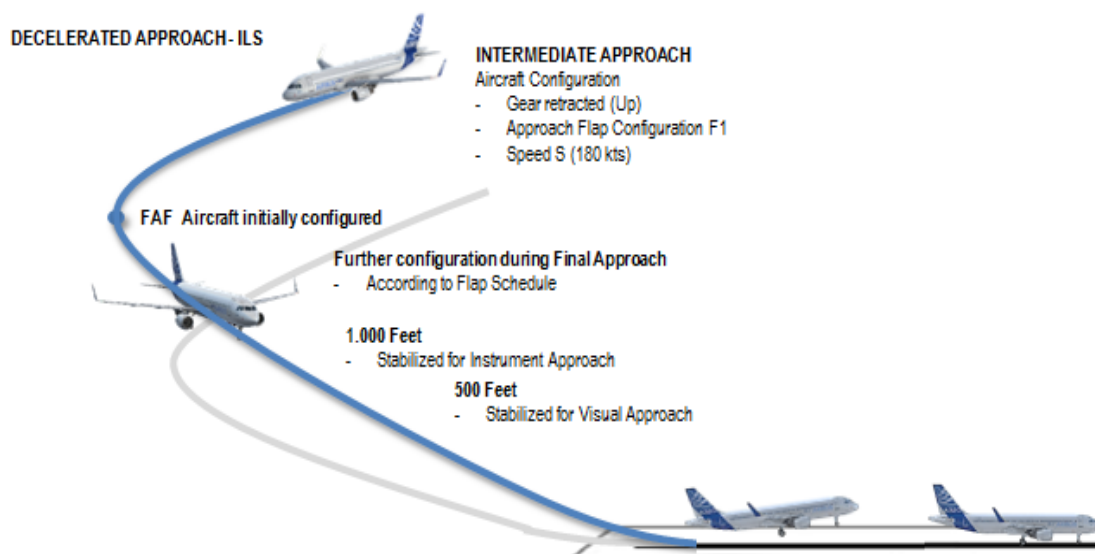 DECELERATED APPROACH- ILS
INTERMEDIATE APPROACH
Aircraft Configuration
- Gear retracted (Up)
- Approach Flap Configuration F1
- Speed S (180 kts)
FAF Aircraft initially configured
Further configuration during Final Approach
- According to Flap Schedule
1.000 Feet
- Stabilized for Instrument Approach
500 Feet
- Stabilized for Visual Approach